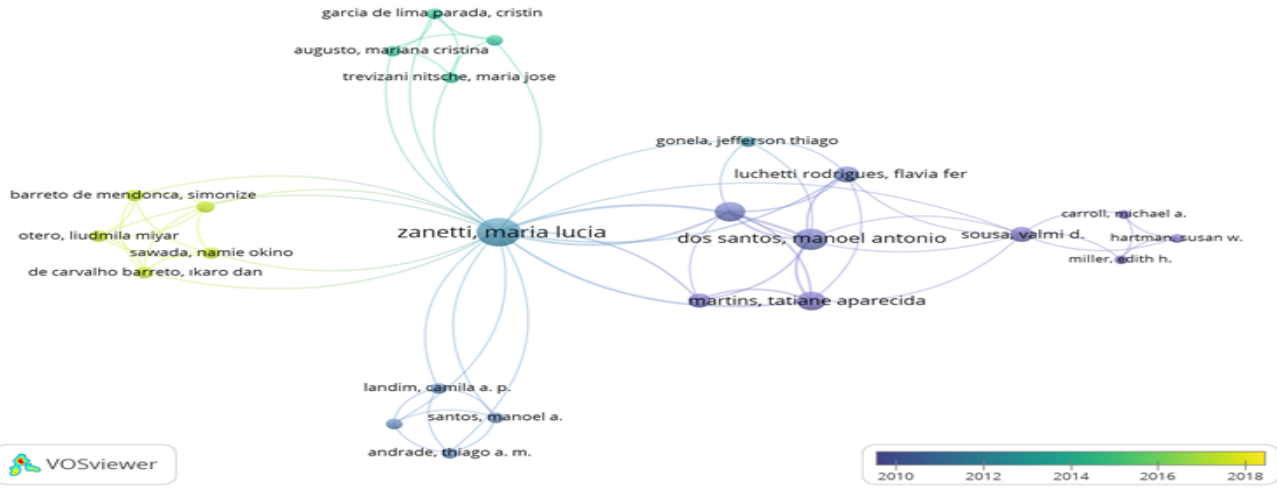 garcia de lima parada, cristin
augusto, mariana cristina
trevizani nitsche, maria jose
gonela, jefferson thiago
luchetti rodrigues, flavia fer
barreto de mendonca, simonize
carroll, michael a.
otero, liudmila miyar
zanetti, maria lucia
dos santos, manoel antonio
sousa, valmi d.
hartman, susan w.
sawada, namie okino
miller, edith h.
de carvalho barreto, ikaro dan
martins, tatiane aparecida
landim, camila a. p.
santos, manoel a.
andrade, thiago a. m.
VOSviewer
2010 2012 2014 2016 2018